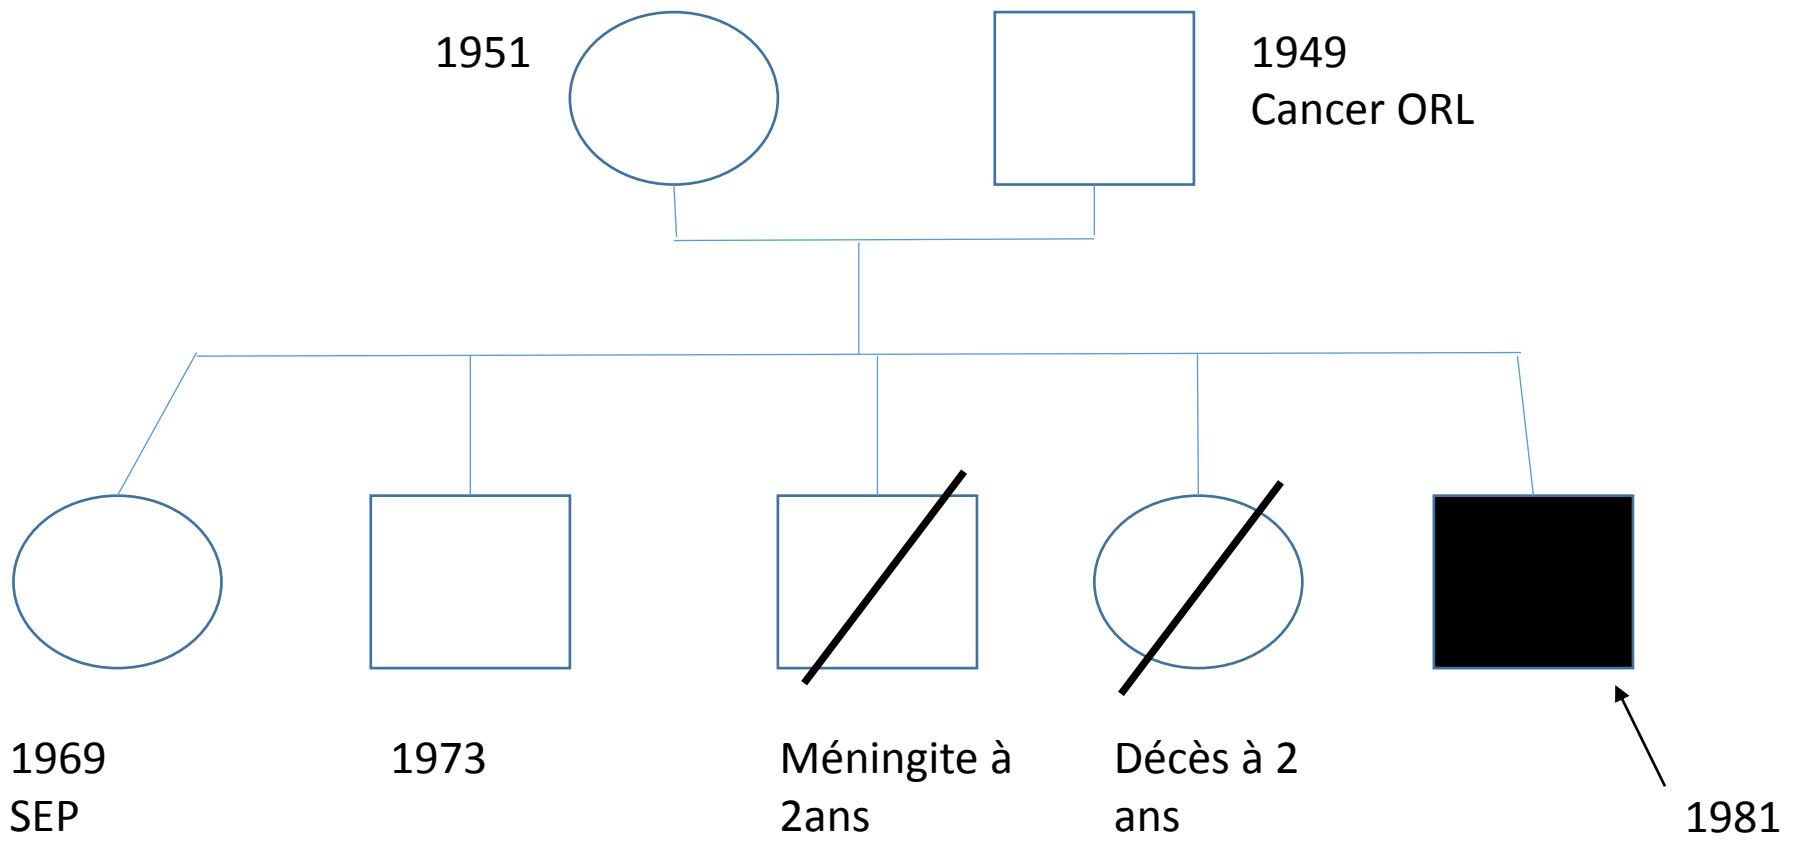 1951
1949
Cancer ORL
1969
SEP
1973
Méningite à
2ans
Décès à 2
ans
1981